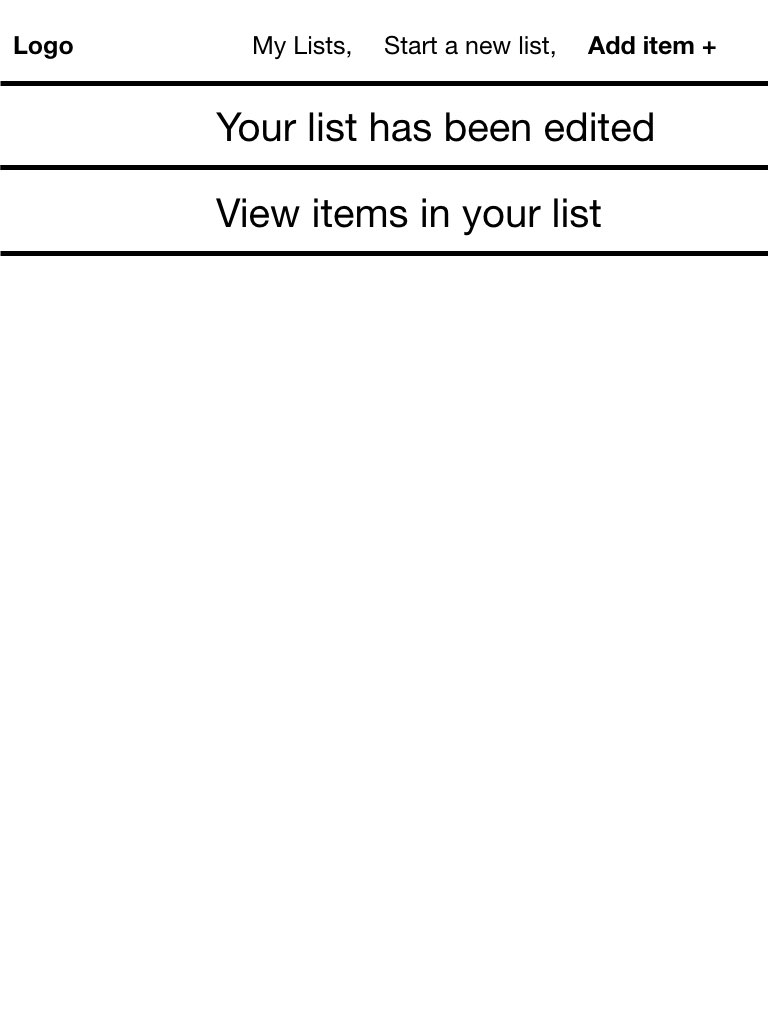 Logo My Lists, Start a new list, Add item +
Your list has been edited
View items in your list